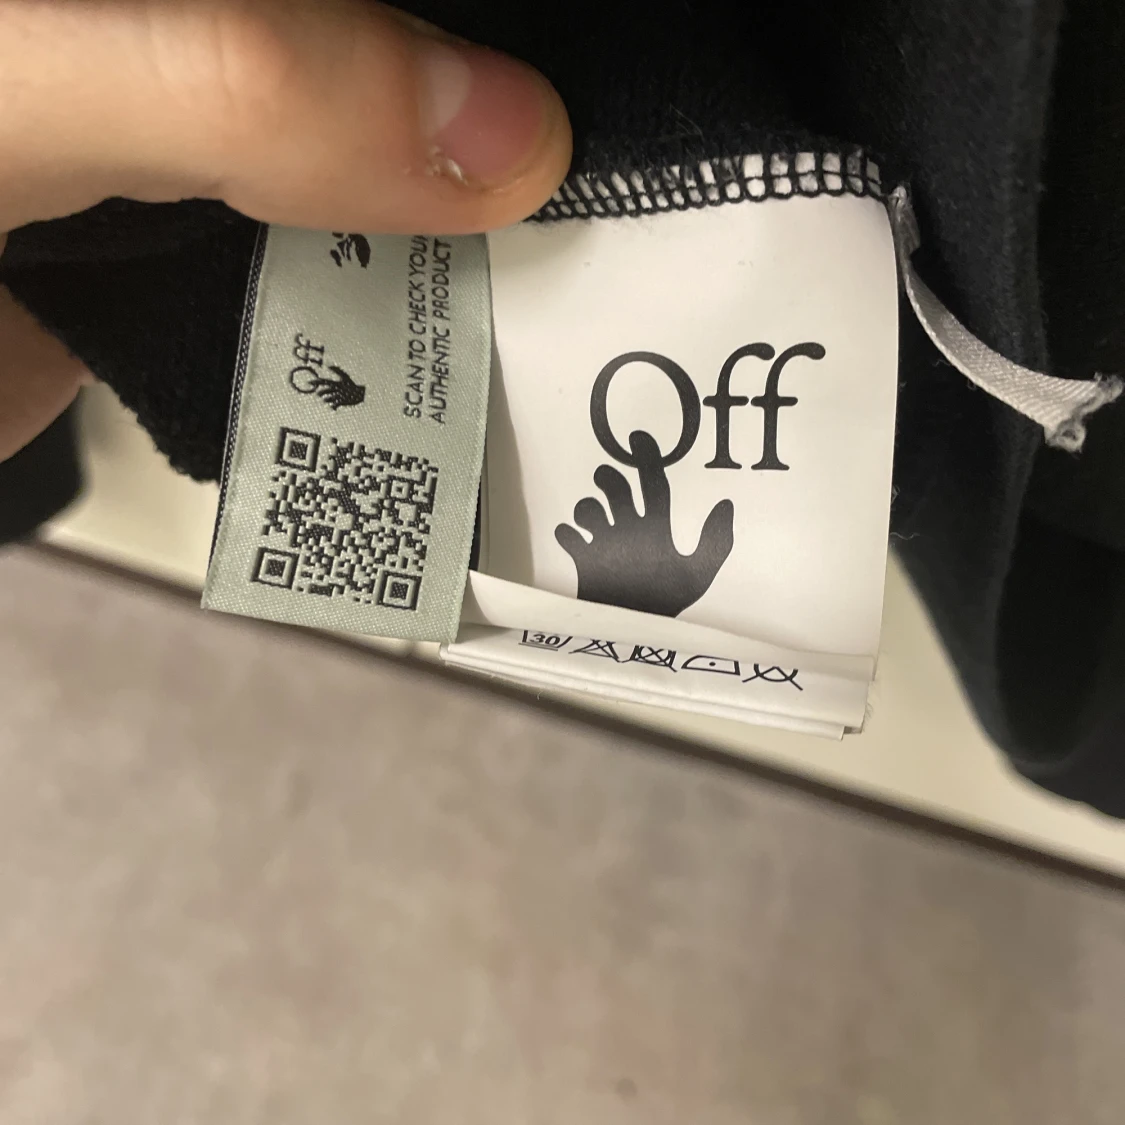 Off
SCAN TO CHECK YOUR
AUTHENTIC PRODUCT
Off
30